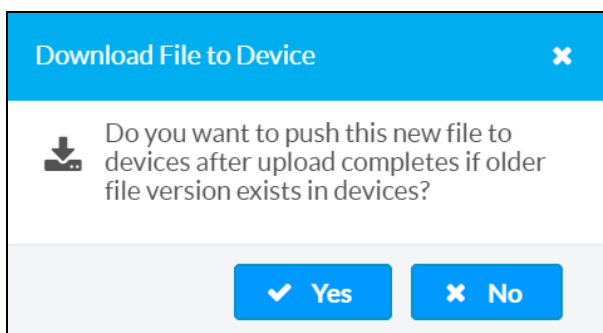 Download File to Device
Do you want to push this new file to
devices after upload completes if older
file version exists in devices?
Yes
No